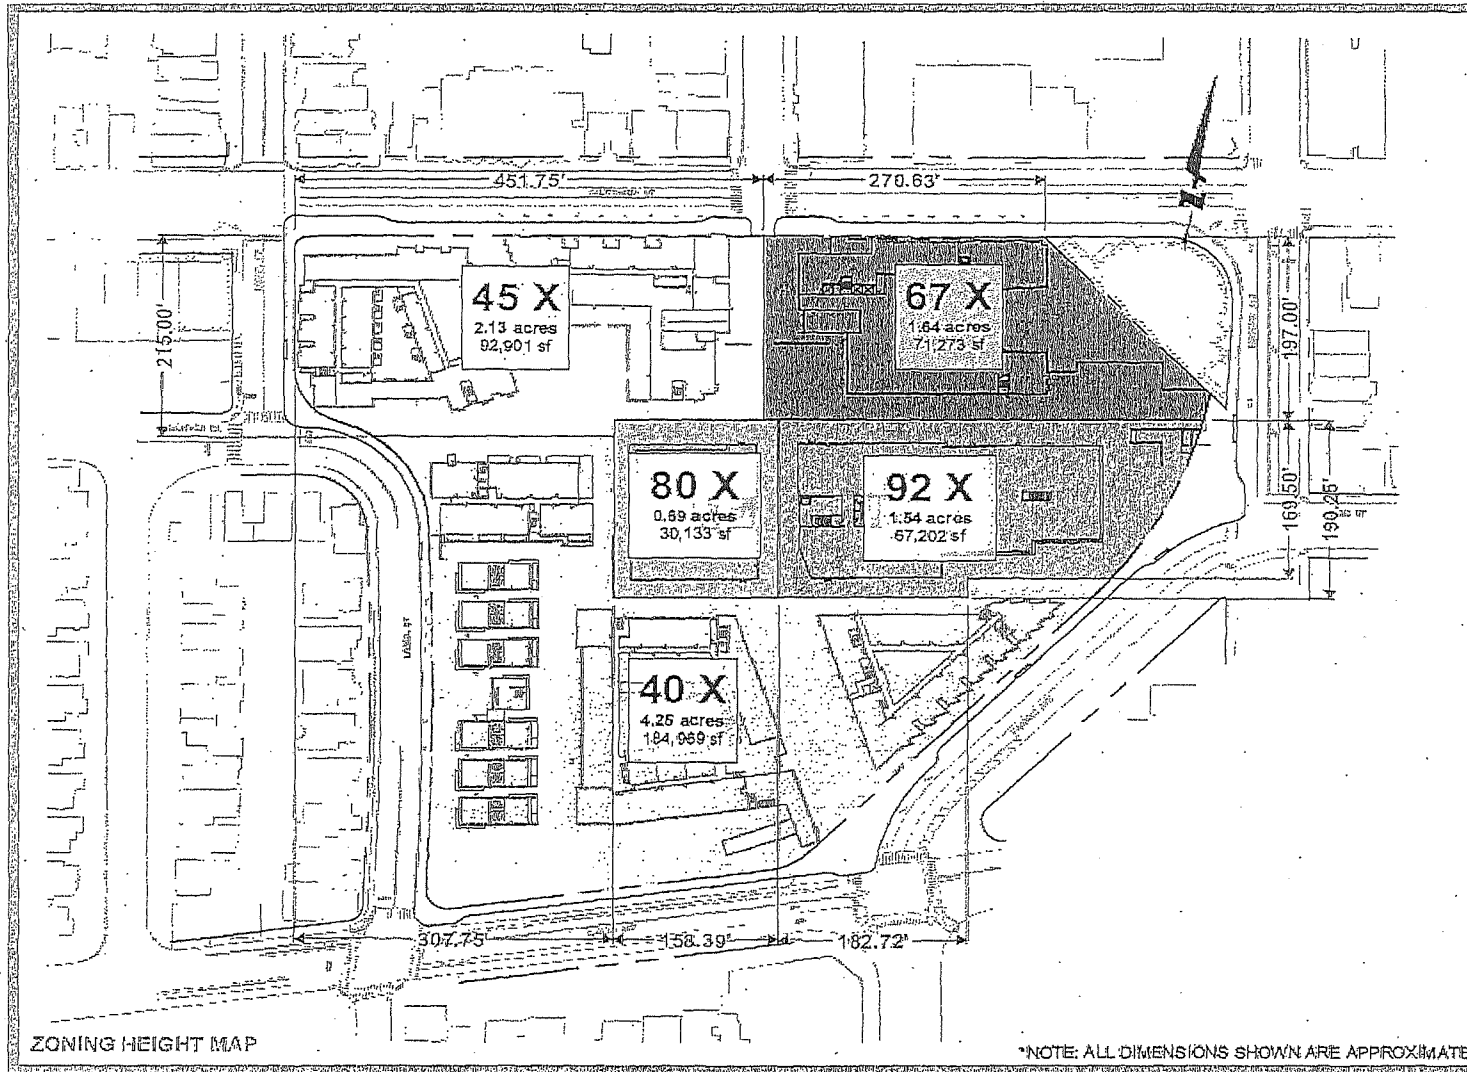 451.75'
270.63'
215.00'
45 X
2.13 acres
92,901 sf
67 X
1.64 acres
71,273 sf
197.00'
80 X
0.69 acres
30,133 sf
92 X
1.54 acres
67,202 sf
169.50'
190.25'
40 X
4.25 acres
184,969 sf
307.75'
158.39'
182.72'
ZONING HEIGHT MAP
*NOTE: ALL DIMENSIONS SHOWN ARE APPROXIMATE